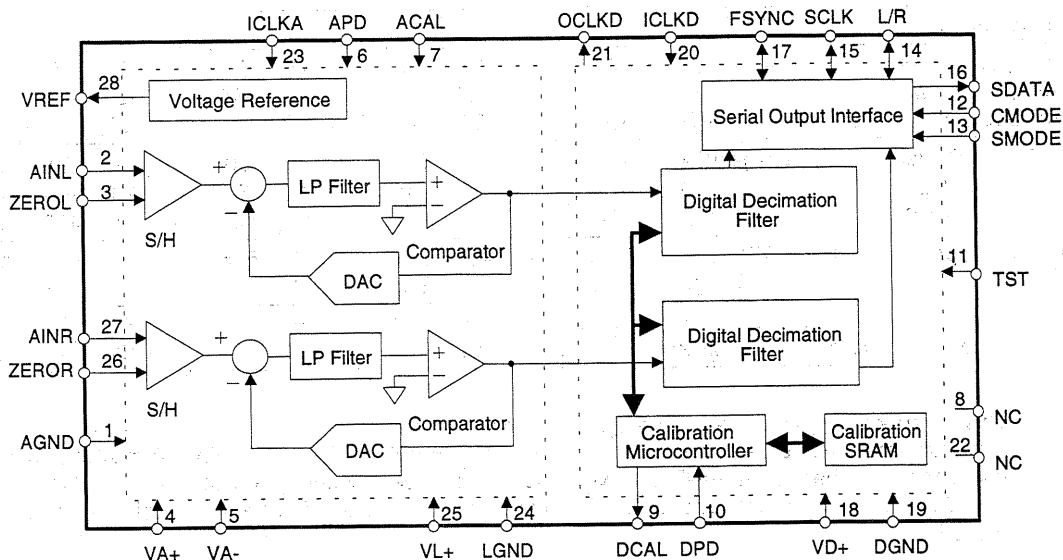 ICLKA APD ACAL OCLKD ICLKD FSYNC SCLK L/R
23 6 7 21 20 17 15 14
VREF 28 Voltage Reference
Serial Output Interface
16 SDATA
12 CMODE
13 SMODE
AINL 2
ZEROL 3
S/H
+
−
LP Filter
+
−
Comparator
DAC
Digital Decimation
Filter
11 TST
AINR 27
ZEROR 26
S/H
+
−
LP Filter
+
−
Comparator
DAC
Digital Decimation
Filter
AGND 1
Calibration
Microcontroller
Calibration
SRAM
8 NC
22 NC
4 5 25 24 9 10 18 19
VA+ VA- VL+ LGND DCAL DPD VD+ DGND